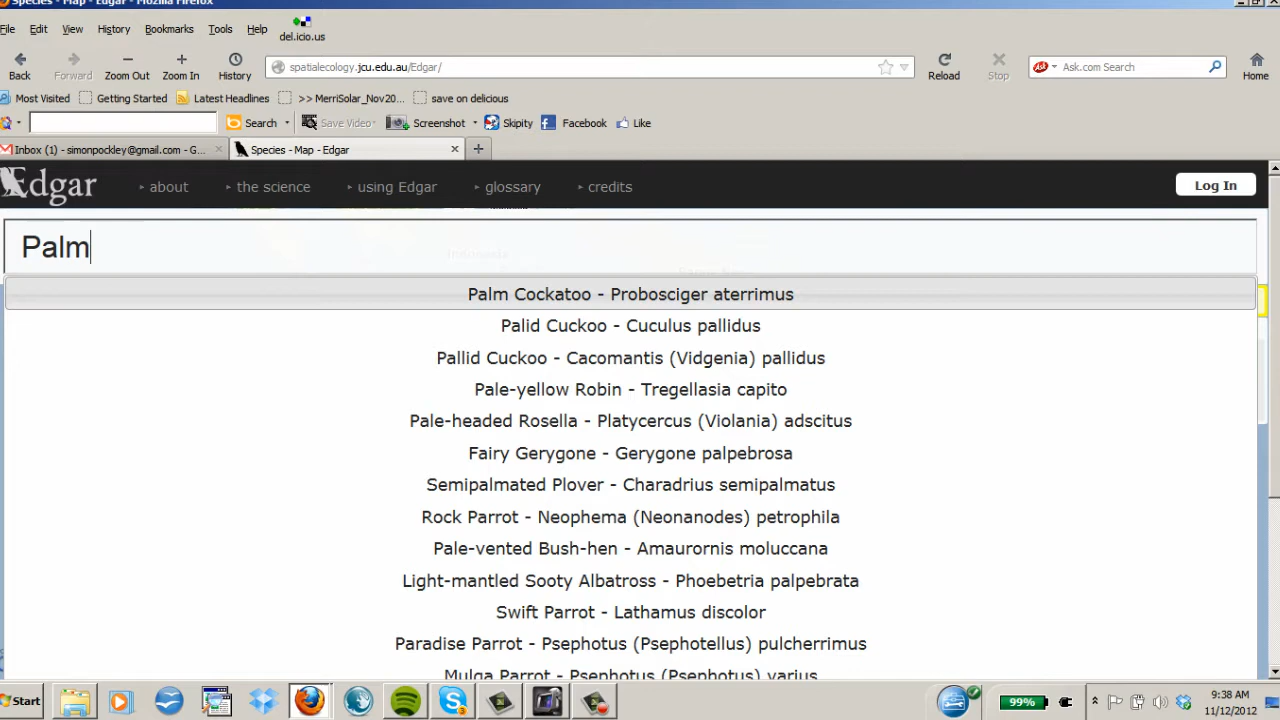 Species - Map - Edgar - Mozilla Firefox
File Edit View History Bookmarks Tools Help del.icio.us
Back Forward Zoom Out Zoom In History spatialecology.jcu.edu.au/Edgar/ Reload Stop Ask Ask.com Search Home
Most Visited Getting Started Latest Headlines >> MerriSolar_Nov20... save on delicious
Search Save Video Screenshot Skipity Facebook Like
Inbox (1) - simonpockley@gmail.com - G... Species - Map - Edgar
Edgar about the science using Edgar glossary credits Log In
Palm
Palm Cockatoo - Probosciger aterrimus
Palid Cuckoo - Cuculus pallidus
Pallid Cuckoo - Cacomantis (Vidgenia) pallidus
Pale-yellow Robin - Tregellasia capito
Pale-headed Rosella - Platycercus (Violania) adscitus
Fairy Gerygone - Gerygone palpebrosa
Semipalmated Plover - Charadrius semipalmatus
Rock Parrot - Neophema (Neonanodes) petrophila
Pale-vented Bush-hen - Amaurornis moluccana
Light-mantled Sooty Albatross - Phoebetria palpebrata
Swift Parrot - Lathamus discolor
Paradise Parrot - Psephotus (Psephotellus) pulcherrimus
Mulga Parrot - Psephotus (Psephotus) varius
Start 99% 9:38 AM
11/12/2012